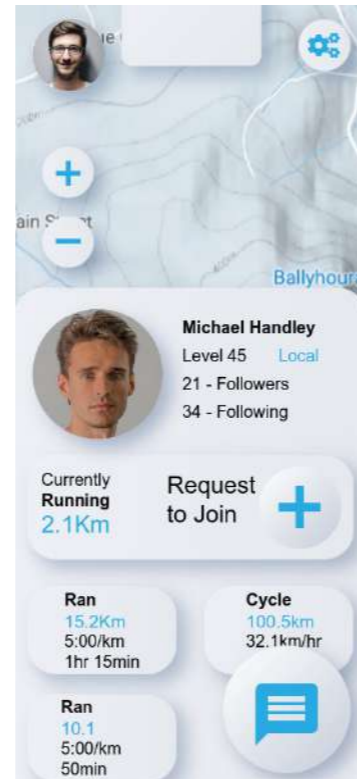 Ballyhoura
Michael Handley
Level 45 Local
21 - Followers
34 - Following
Currently
Running
2.1Km
Request
to Join
Ran
15.2Km
5:00/km
1hr 15min
Cycle
100.5km
32.1km/hr
Ran
10.1
5:00/km
50min